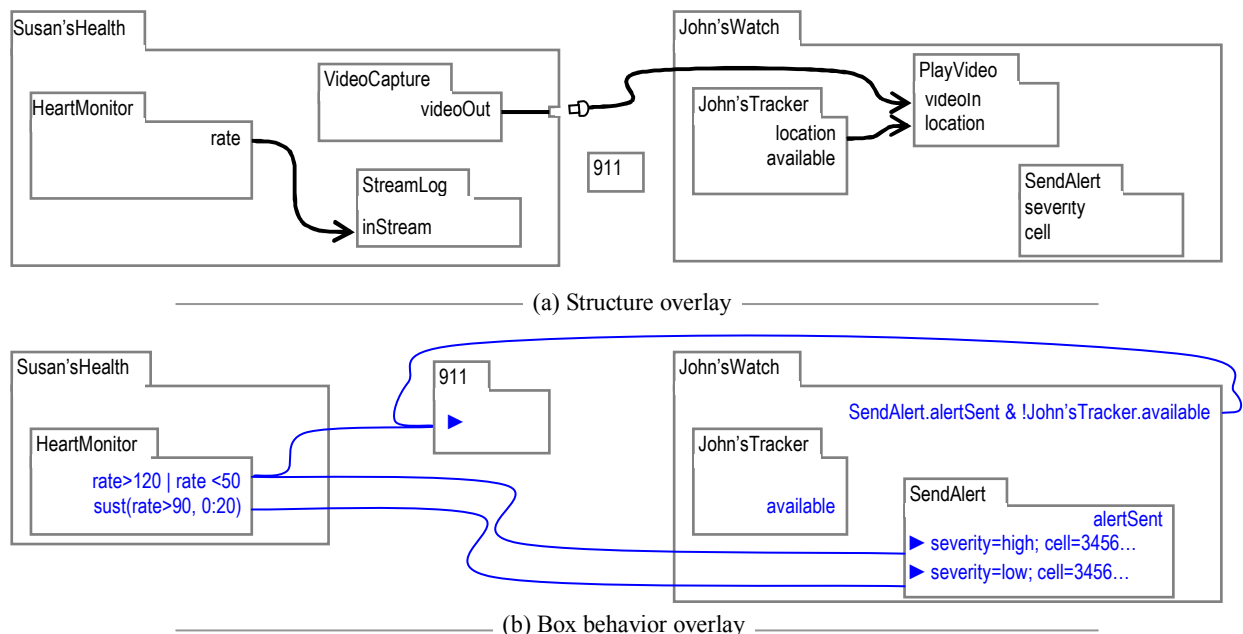 Susan'sHealth
John'sWatch
VideoCapture
videoOut
PlayVideo
videoIn
location
HeartMonitor
rate
John'sTracker
location
available
911
StreamLog
inStream
SendAlert
severity
cell
(a) Structure overlay
Susan'sHealth
911
►
John'sWatch
SendAlert.alertSent & !John'sTracker.available
HeartMonitor
rate>120 | rate <50
sust(rate>90, 0:20)
John'sTracker
available
SendAlert
alertSent
► severity=high; cell=3456…
► severity=low; cell=3456…
(b) Box behavior overlay